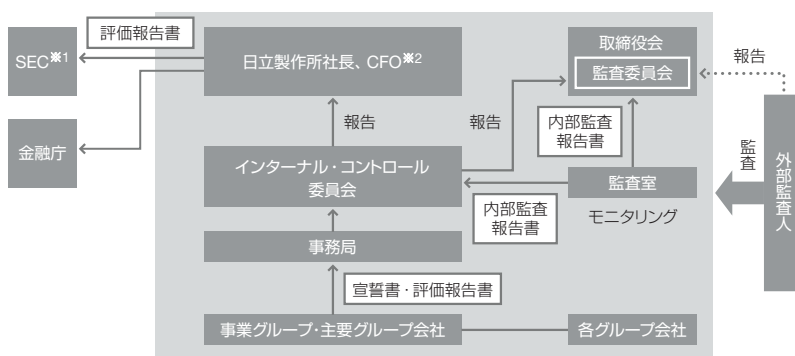 評価報告書
SEC※1
日立製作所社長、CFO※2
取締役会
監査委員会
報告
金融庁
報告
報告
内部監査
報告書
監査
外部監査人
インターナル・コントロール
委員会
監査室
内部監査
報告書
モニタリング
事務局
宣誓書・評価報告書
事業グループ・主要グループ会社
各グループ会社